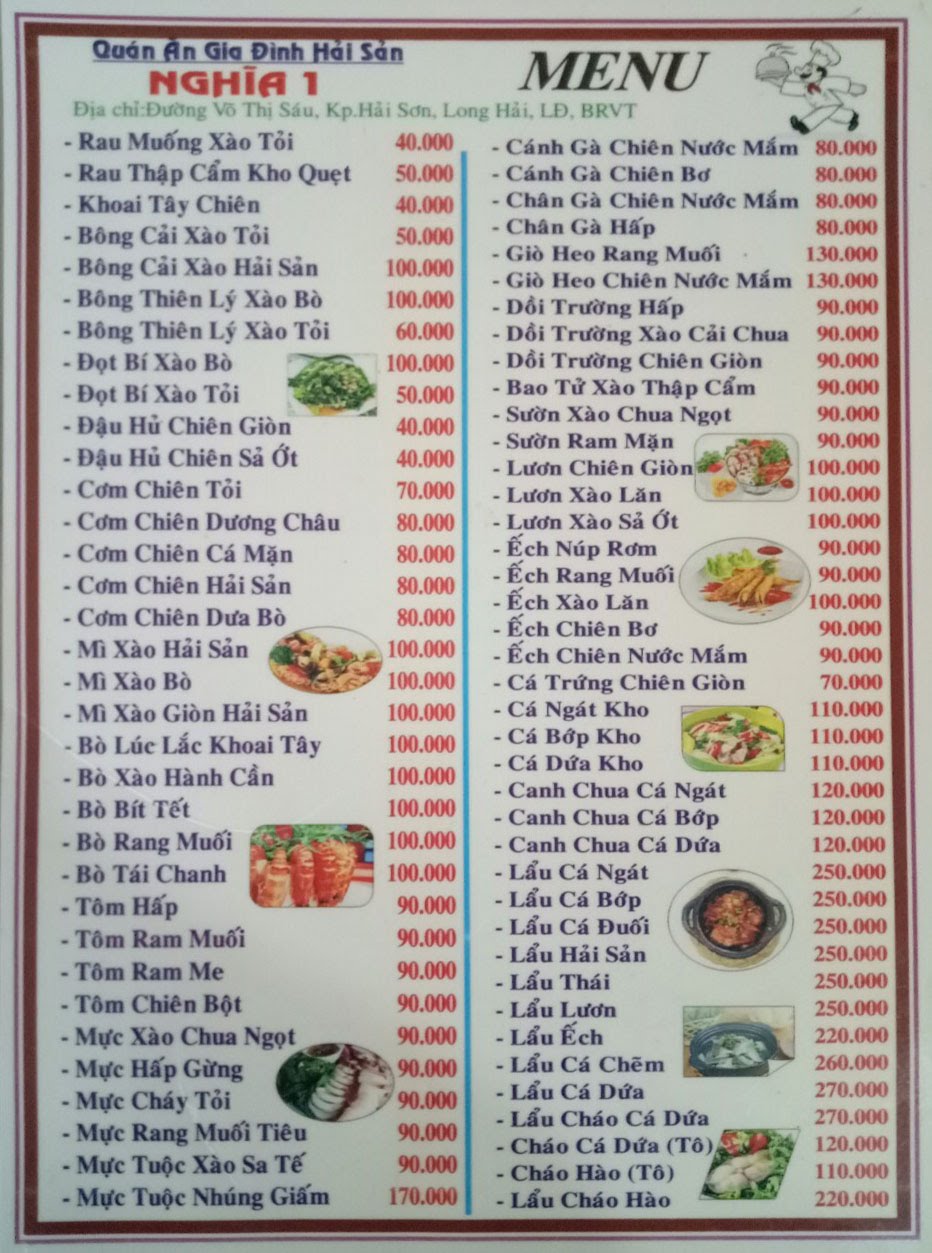 Quán Ăn Gia Đình Hải Sản
NGHĨA 1
MENU
Địa chỉ:Đường Võ Thị Sáu, Kp.Hải Sơn, Long Hải, LĐ, BRVT
- Rau Muống Xào Tỏi 40.000
- Rau Thập Cẩm Kho Quẹt 50.000
- Khoai Tây Chiên 40.000
- Bông Cải Xào Tỏi 50.000
- Bông Cải Xào Hải Sản 100.000
- Bông Thiên Lý Xào Bò 100.000
- Bông Thiên Lý Xào Tỏi 60.000
- Đọt Bí Xào Bò 100.000
- Đọt Bí Xào Tỏi 50.000
- Đậu Hủ Chiên Giòn 40.000
- Đậu Hủ Chiên Sả Ớt 40.000
- Cơm Chiên Tỏi 70.000
- Cơm Chiên Dương Châu 80.000
- Cơm Chiên Cá Mặn 80.000
- Cơm Chiên Hải Sản 80.000
- Cơm Chiên Dưa Bò 80.000
- Mì Xào Hải Sản 100.000
- Mì Xào Bò 100.000
- Mì Xào Giòn Hải Sản 100.000
- Bò Lúc Lắc Khoai Tây 100.000
- Bò Xào Hành Cần 100.000
- Bò Bít Tết 100.000
- Bò Rang Muối 100.000
- Bò Tái Chanh 100.000
- Tôm Hấp 90.000
- Tôm Ram Muối 90.000
- Tôm Ram Me 90.000
- Tôm Chiên Bột 90.000
- Mực Xào Chua Ngọt 90.000
- Mực Hấp Gừng 90.000
- Mực Cháy Tỏi 90.000
- Mực Rang Muối Tiêu 90.000
- Mực Tuộc Xào Sa Tế 90.000
- Mực Tuộc Nhúng Giấm 170.000
- Cánh Gà Chiên Nước Mắm 80.000
- Cánh Gà Chiên Bơ 80.000
- Chân Gà Chiên Nước Mắm 80.000
- Chân Gà Hấp 80.000
- Giò Heo Rang Muối 130.000
- Giò Heo Chiên Nước Mắm 130.000
- Dồi Trường Hấp 90.000
- Dồi Trường Xào Cải Chua 90.000
- Dồi Trường Chiên Giòn 90.000
- Bao Tử Xào Thập Cẩm 90.000
- Sườn Xào Chua Ngọt 90.000
- Sườn Ram Mặn 90.000
- Lươn Chiên Giòn 100.000
- Lươn Xào Lăn 100.000
- Lươn Xào Sả Ớt 100.000
- Ếch Núp Rơm 90.000
- Ếch Rang Muối 90.000
- Ếch Xào Lăn 100.000
- Ếch Chiên Bơ 90.000
- Ếch Chiên Nước Mắm 90.000
- Cá Trứng Chiên Giòn 70.000
- Cá Ngát Kho 110.000
- Cá Bớp Kho 110.000
- Cá Dứa Kho 110.000
- Canh Chua Cá Ngát 120.000
- Canh Chua Cá Bớp 120.000
- Canh Chua Cá Dứa 120.000
- Lẩu Cá Ngát 250.000
- Lẩu Cá Bớp 250.000
- Lẩu Cá Đuối 250.000
- Lẩu Hải Sản 250.000
- Lẩu Thái 250.000
- Lẩu Lươn 250.000
- Lẩu Ếch 220.000
- Lẩu Cá Chẽm 260.000
- Lẩu Cá Dứa 270.000
- Lẩu Cháo Cá Dứa 270.000
- Cháo Cá Dứa (Tô) 120.000
- Cháo Hào (Tô) 110.000
- Lẩu Cháo Hào 220.000